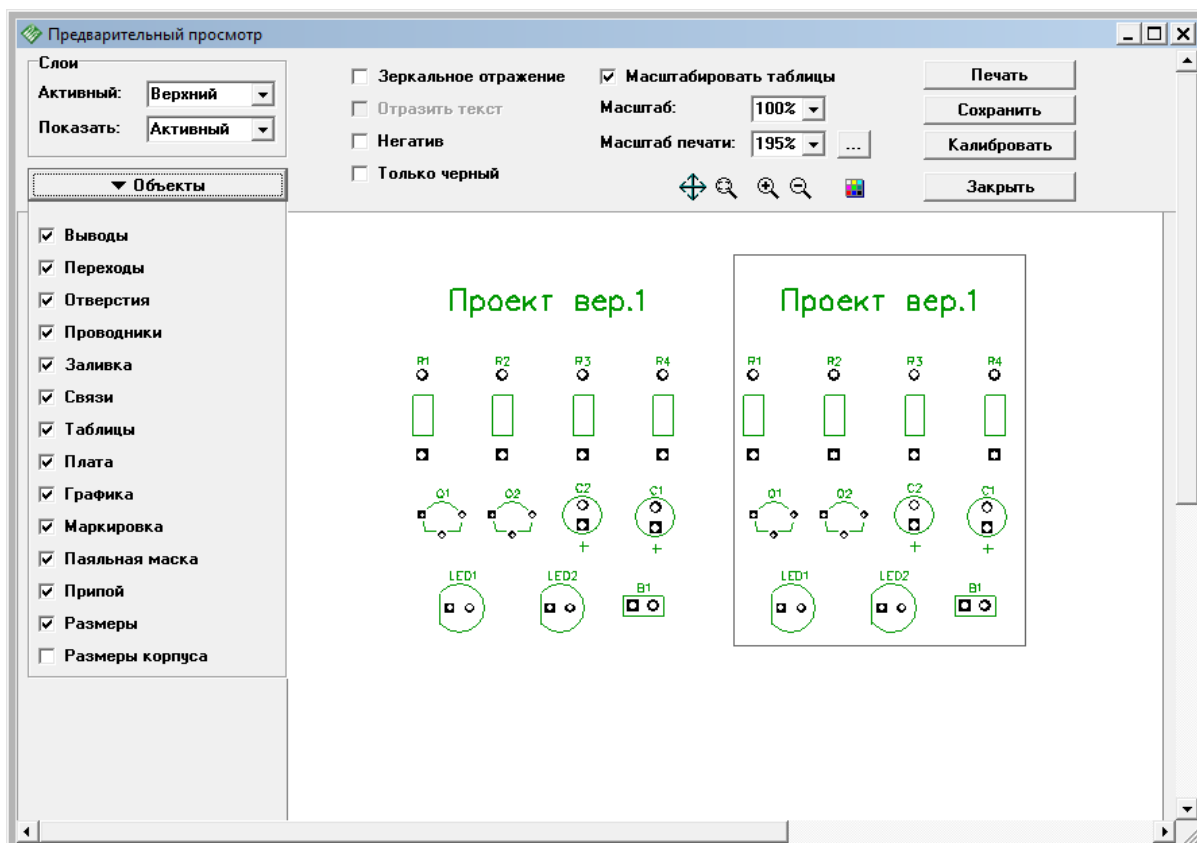 Предварительный просмотр
Слои
Активный: Верхний
Показать: Активный
Зеркальное отражение
Отразить текст
Негатив
Только черный
Масштабировать таблицы
Масштаб: 100%
Масштаб печати: 195% ...
Печать
Сохранить
Калибровать
Закрыть
Объекты
Выводы
Переходы
Отверстия
Проводники
Заливка
Связи
Таблицы
Плата
Графика
Маркировка
Паяльная маска
Припой
Размеры
Размеры корпуса
Проект вер.1
R1 R2 R3 R4
Q1 Q2 C2 C1
+ +
LED1 LED2 B1
Проект вер.1
R1 R2 R3 R4
Q1 Q2 C2 C1
+ +
LED1 LED2 B1